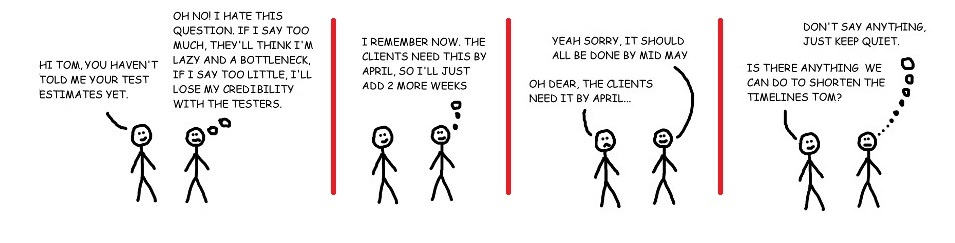 HI TOM, YOU HAVEN'T
TOLD ME YOUR TEST
ESTIMATES YET.
OH NO! I HATE THIS
QUESTION. IF I SAY TOO
MUCH, THEY'LL THINK I'M
LAZY AND A BOTTLENECK,
IF I SAY TOO LITTLE, I'LL
LOSE MY CREDIBILITY
WITH THE TESTERS.
I REMEMBER NOW. THE
CLIENTS NEED THIS BY
APRIL, SO I'LL JUST
ADD 2 MORE WEEKS
YEAH SORRY, IT SHOULD
ALL BE DONE BY MID MAY
OH DEAR, THE CLIENTS
NEED IT BY APRIL...
DON'T SAY ANYTHING,
JUST KEEP QUIET.
IS THERE ANYTHING WE
CAN DO TO SHORTEN THE
TIMELINES TOM?